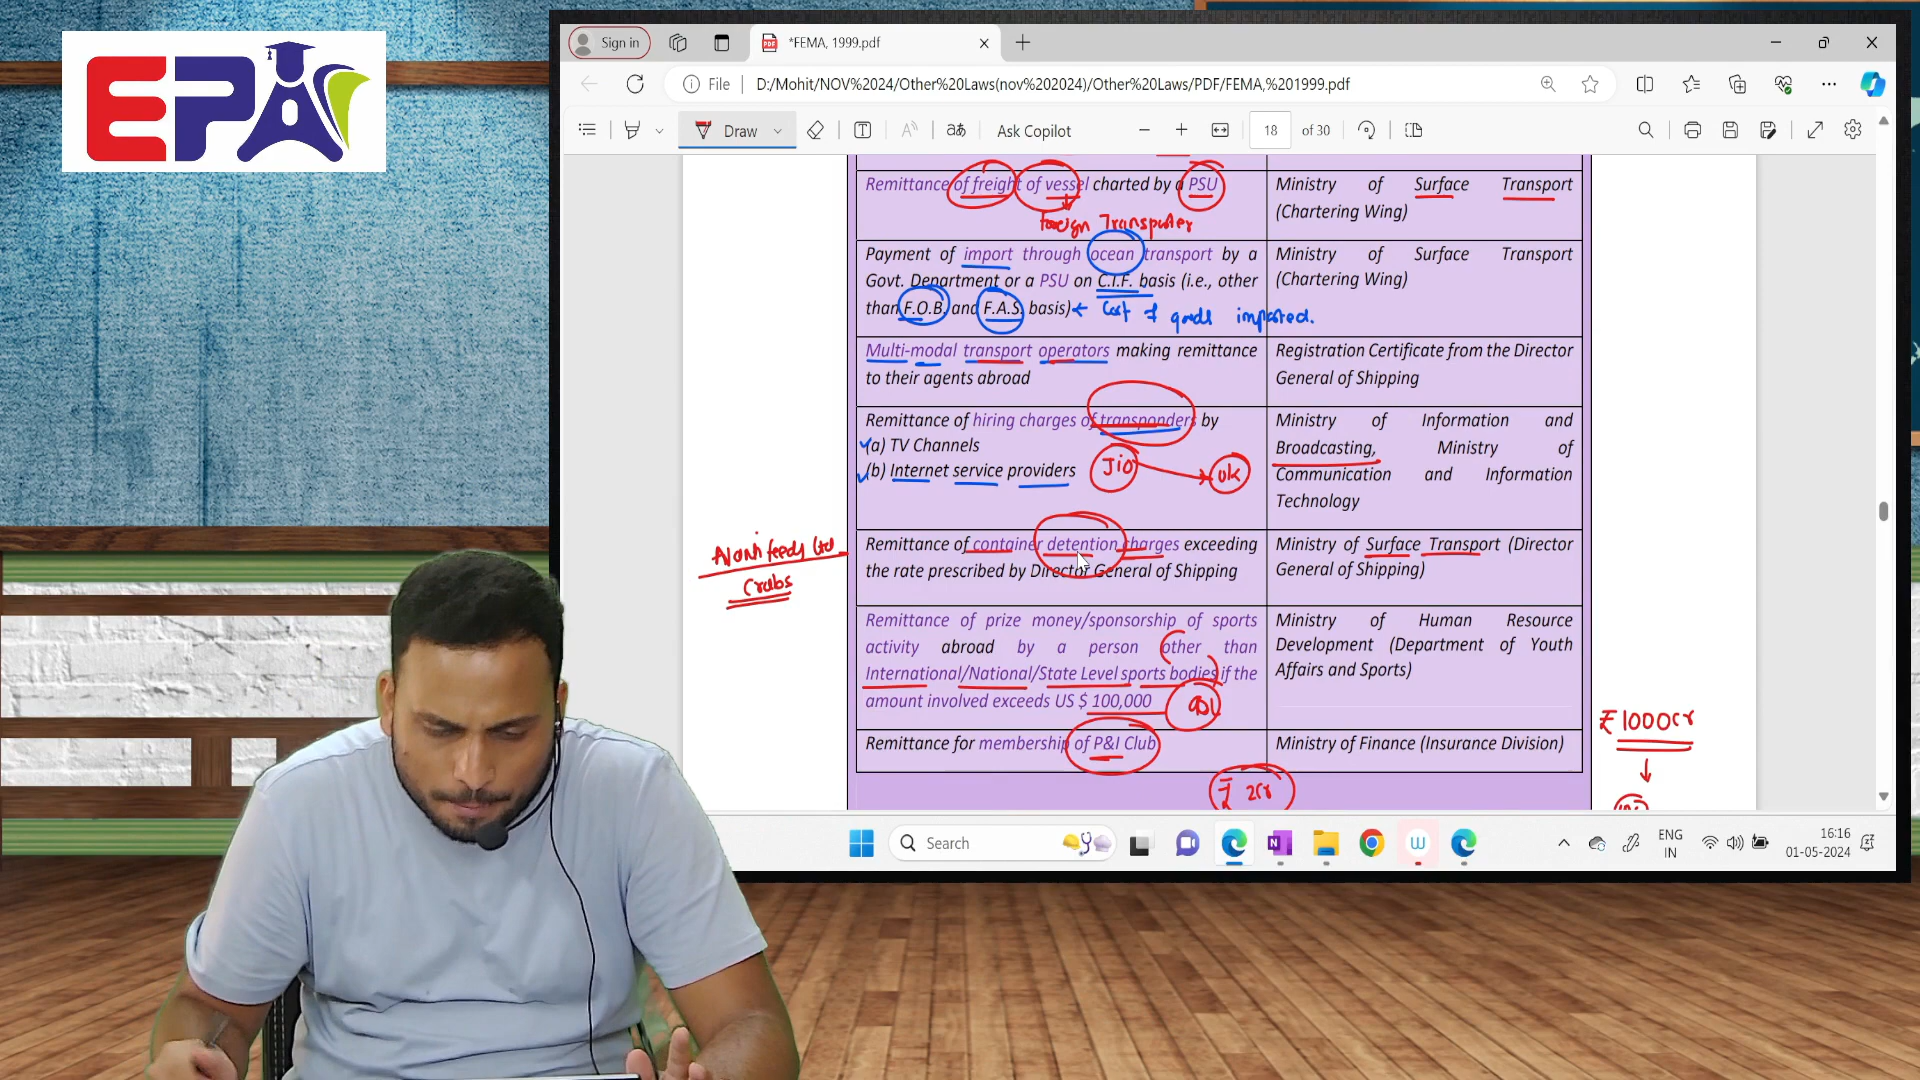 EPA
Sign in
*FEMA, 1999.pdf
File
D:/Mohit/NOV%2024/Other%20Laws(nov%202024)/Other%20Laws/PDF/FEMA,%201999.pdf
Draw
Ask Copilot
18 of 30
Remittance of freight of vessel charted by a PSU
Foreign Transporter
Ministry of Surface Transport
(Chartering Wing)
Payment of import through ocean transport by a
Govt. Department or a PSU on C.I.F. basis (i.e., other
than F.O.B. and F.A.S. basis)
Cost of goods imported.
Ministry of Surface Transport
(Chartering Wing)
Multi-modal transport operators making remittance
to their agents abroad
Registration Certificate from the Director
General of Shipping
Remittance of hiring charges of transponders by
(a) TV Channels
(b) Internet service providers
Jio
UK
Ministry of Information and
Broadcasting, Ministry of
Communication and Information
Technology
Remittance of container detention charges exceeding
the rate prescribed by Director General of Shipping
Ministry of Surface Transport (Director
General of Shipping)
feeds Ltd
Crabs
Remittance of prize money/sponsorship of sports
activity abroad by a person other than
International/National/State Level sports bodies if the
amount involved exceeds US $ 100,000
Ministry of Human Resource
Development (Department of Youth
Affairs and Sports)
₹1000cr
Remittance for membership of P&I Club
Ministry of Finance (Insurance Division)
₹ 2cr
Search
ENG
IN
16:16
01-05-2024